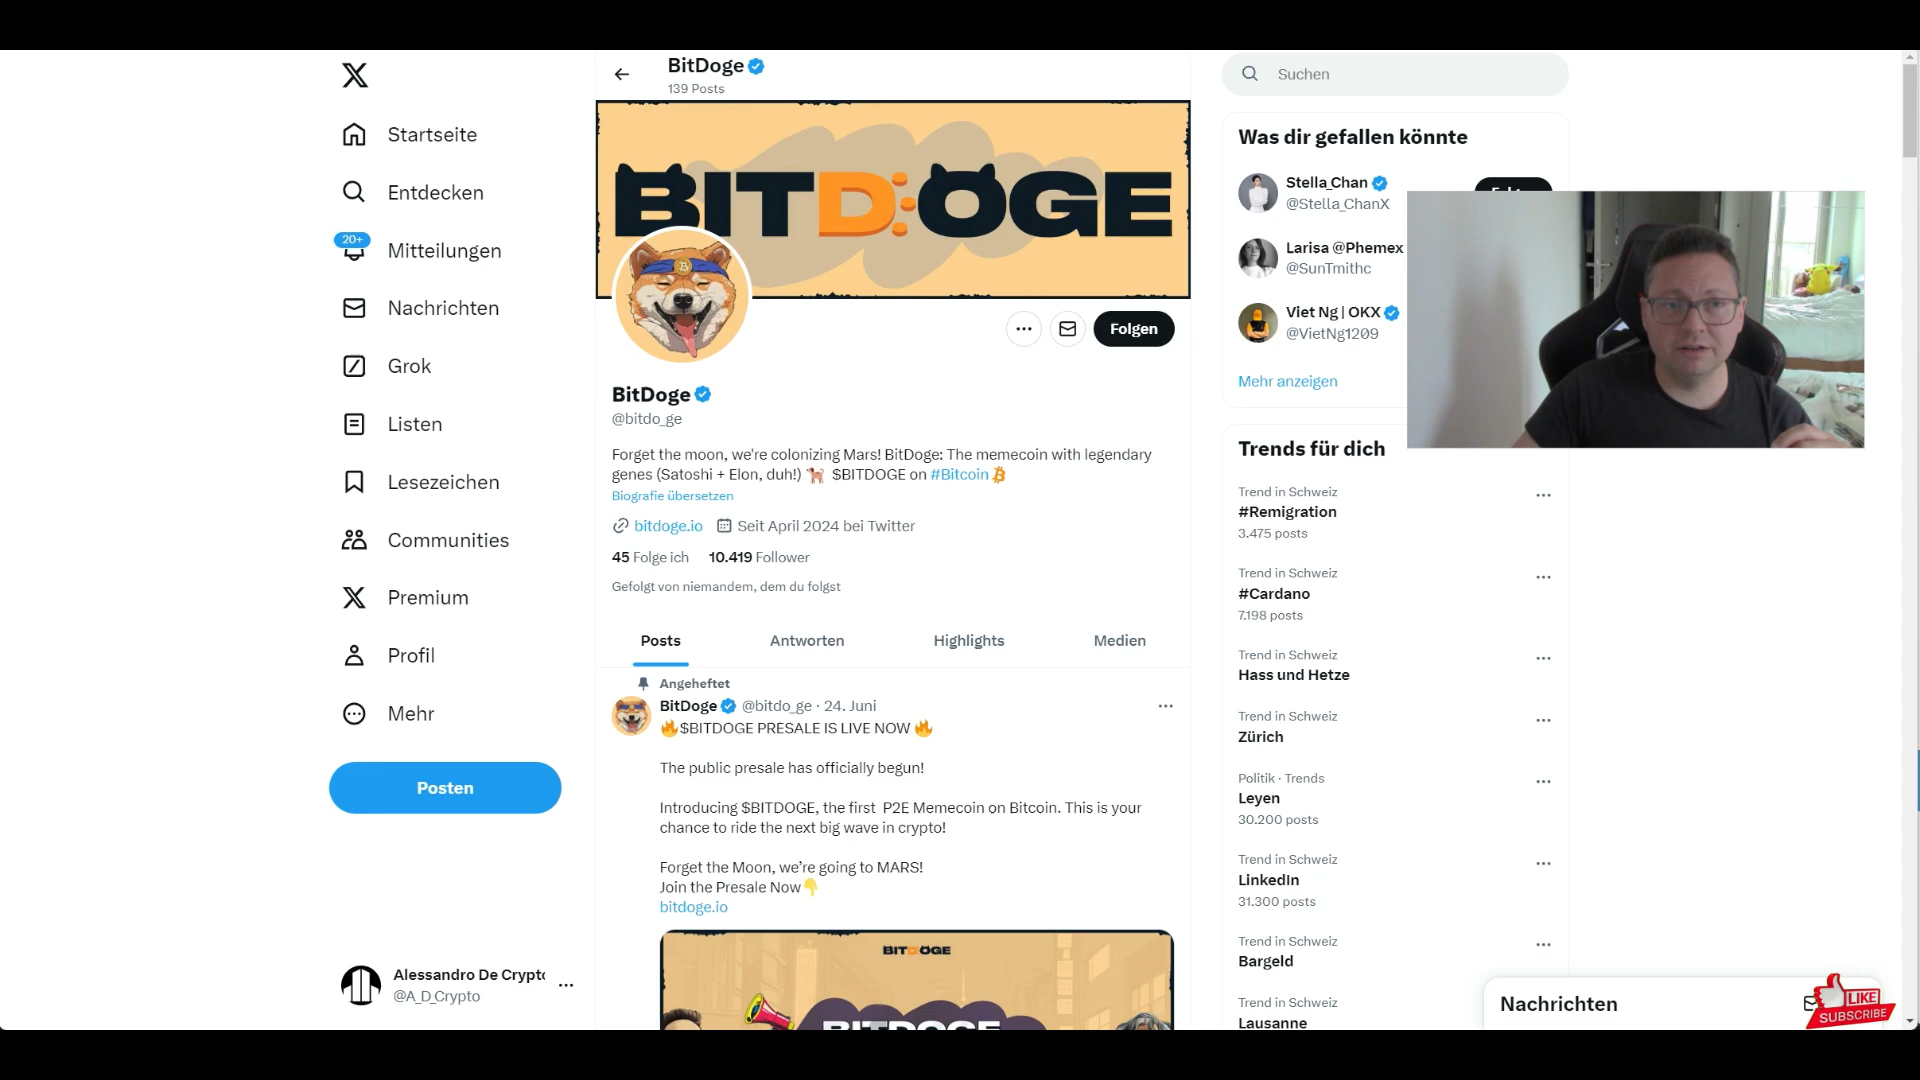 BitDoge
139 Posts
Suchen
Startseite
Entdecken
20+
Mitteilungen
Nachrichten
Grok
Listen
Lesezeichen
Communities
Premium
Profil
Mehr
Posten
Alessandro De Crypto
@A_D_Crypto
BITD:OGE
Folgen
BitDoge
@bitdo_ge
Forget the moon, we're colonizing Mars! BitDoge: The memecoin with legendary
genes (Satoshi + Elon, duh!) 🐕 $BITDOGE on #Bitcoin
Biografie übersetzen
bitdoge.io Seit April 2024 bei Twitter
45 Folge ich 10.419 Follower
Gefolgt von niemandem, dem du folgst
Posts Antworten Highlights Medien
Angeheftet
BitDoge @bitdo_ge · 24. Juni
🔥$BITDOGE PRESALE IS LIVE NOW 🔥
The public presale has officially begun!
Introducing $BITDOGE, the first P2E Memecoin on Bitcoin. This is your
chance to ride the next big wave in crypto!
Forget the Moon, we’re going to MARS!
Join the Presale Now👇
bitdoge.io
BITD:OGE
BITDOGE
Was dir gefallen könnte
Stella_Chan
@Stella_ChanX
Larisa @Phemex
@SunTmithc
Viet Ng | OKX
@VietNg1209
Mehr anzeigen
Trends für dich
Trend in Schweiz
#Remigration
3.475 posts
Trend in Schweiz
#Cardano
7.198 posts
Trend in Schweiz
Hass und Hetze
Trend in Schweiz
Zürich
Politik · Trends
Leyen
30.200 posts
Trend in Schweiz
LinkedIn
31.300 posts
Trend in Schweiz
Bargeld
Trend in Schweiz
Lausanne
Nachrichten
LIKE
SUBSCRIBE